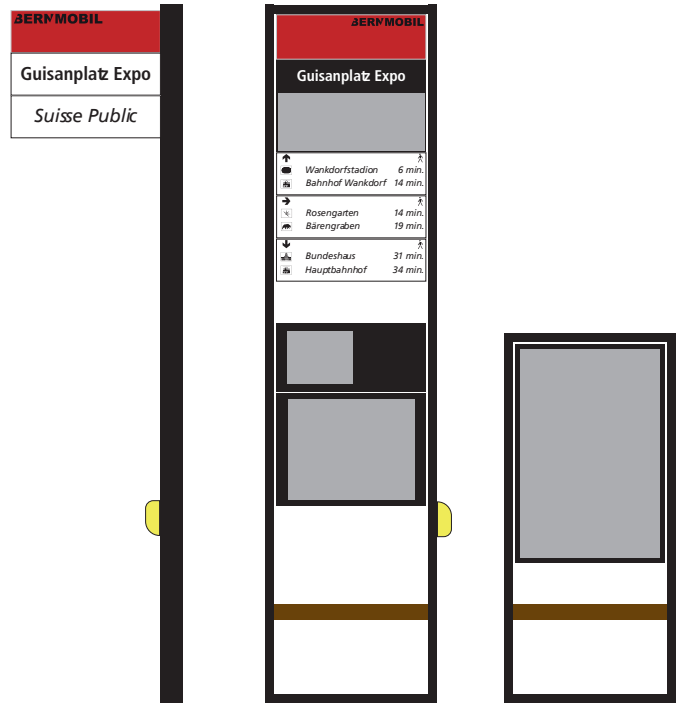 BERNMOBIL
Guisanplatz Expo
Suisse Public
BERNMOBIL
Guisanplatz Expo
Wankdorfstadion 6 min.
Bahnhof Wankdorf 14 min.
Rosengarten 14 min.
Bärengraben 19 min.
Bundeshaus 31 min.
Hauptbahnhof 34 min.